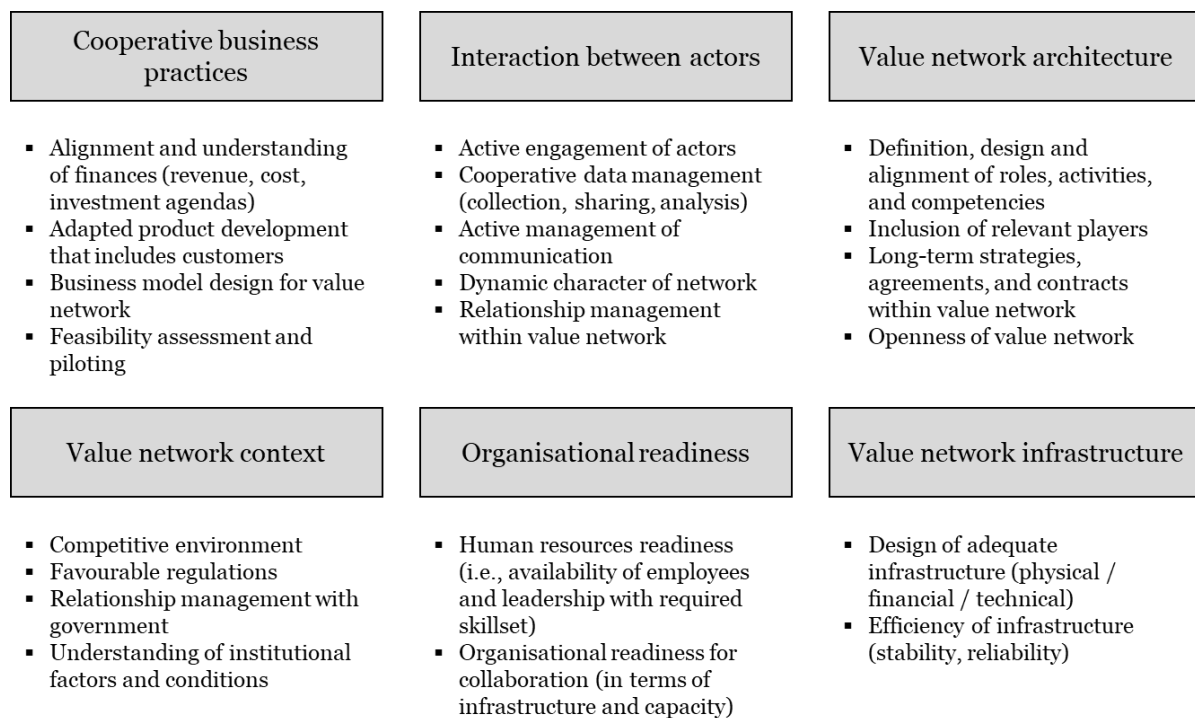 Cooperative business
practices
▪ Alignment and understanding
of finances (revenue, cost,
investment agendas)
▪ Adapted product development
that includes customers
▪ Business model design for value
network
▪ Feasibility assessment and
piloting
Interaction between actors
▪ Active engagement of actors
▪ Cooperative data management
(collection, sharing, analysis)
▪ Active management of
communication
▪ Dynamic character of network
▪ Relationship management
within value network
Value network architecture
▪ Definition, design and
alignment of roles, activities,
and competencies
▪ Inclusion of relevant players
▪ Long-term strategies,
agreements, and contracts
within value network
▪ Openness of value network
Value network context
▪ Competitive environment
▪ Favourable regulations
▪ Relationship management with
government
▪ Understanding of institutional
factors and conditions
Organisational readiness
▪ Human resources readiness
(i.e., availability of employees
and leadership with required
skillset)
▪ Organisational readiness for
collaboration (in terms of
infrastructure and capacity)
Value network infrastructure
▪ Design of adequate
infrastructure (physical /
financial / technical)
▪ Efficiency of infrastructure
(stability, reliability)